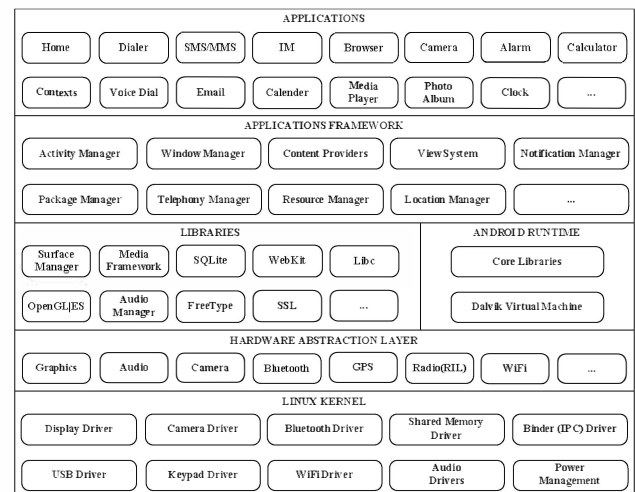 APPLICATIONS
Home Dialer SMS/MMS IM Browser Camera Alarm Calculator
Contexts Voice Dial Email Calender Media Player Photo Album Clock ...
APPLICATIONS FRAMEWORK
Activity Manager Window Manager Content Providers View System Notification Manager
Package Manager Telephony Manager Resource Manager Location Manager ...
LIBRARIES
Surface Manager Media Framework SQLite WebKit Libc
OpenGL|ES Audio Manager FreeType SSL ...
ANDROID RUNTIME
Core Libraries
Dalvik Virtual Machine
HARDWARE ABSTRACTION LAYER
Graphics Audio Camera Bluetooth GPS Radio(RIL) WiFi ...
LINUX KERNEL
Display Driver Camera Driver Bluetooth Driver Shared Memory Driver Binder (IPC) Driver
USB Driver Keypad Driver WiFi Driver Audio Drivers Power Management